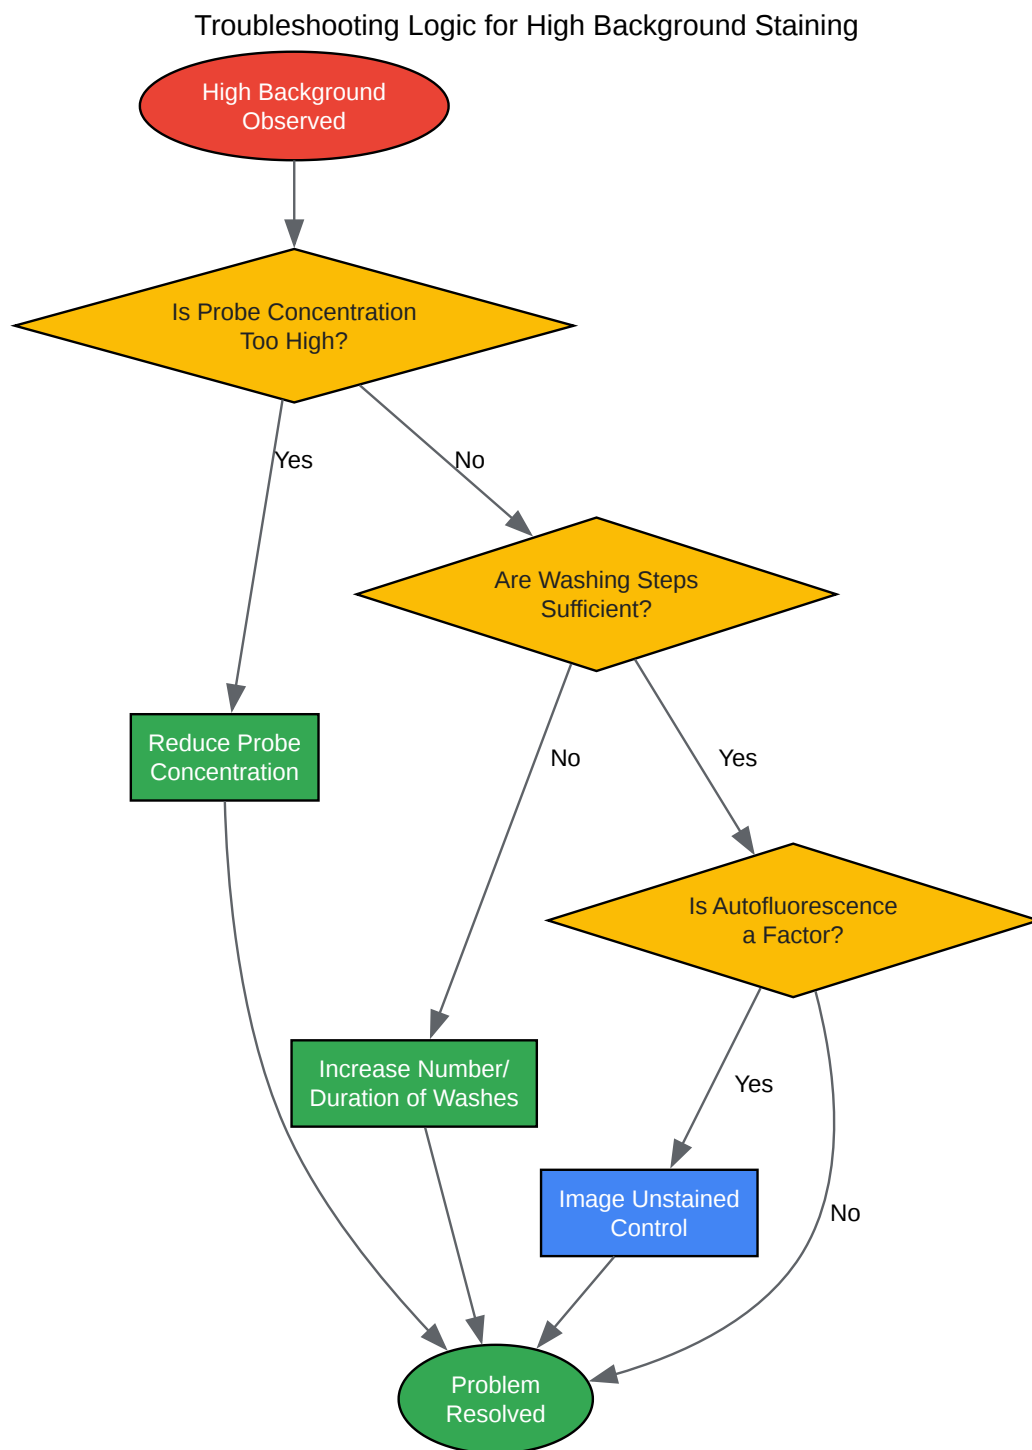 Troubleshooting Logic for High Background Staining
High Background
Observed
Is Probe Concentration
Too High?
Yes
No
Are Washing Steps
Sufficient?
Reduce Probe
Concentration
No
Yes
Is Autofluorescence
a Factor?
Increase Number/
Duration of Washes
Yes
Image Unstained
Control
No
Problem
Resolved